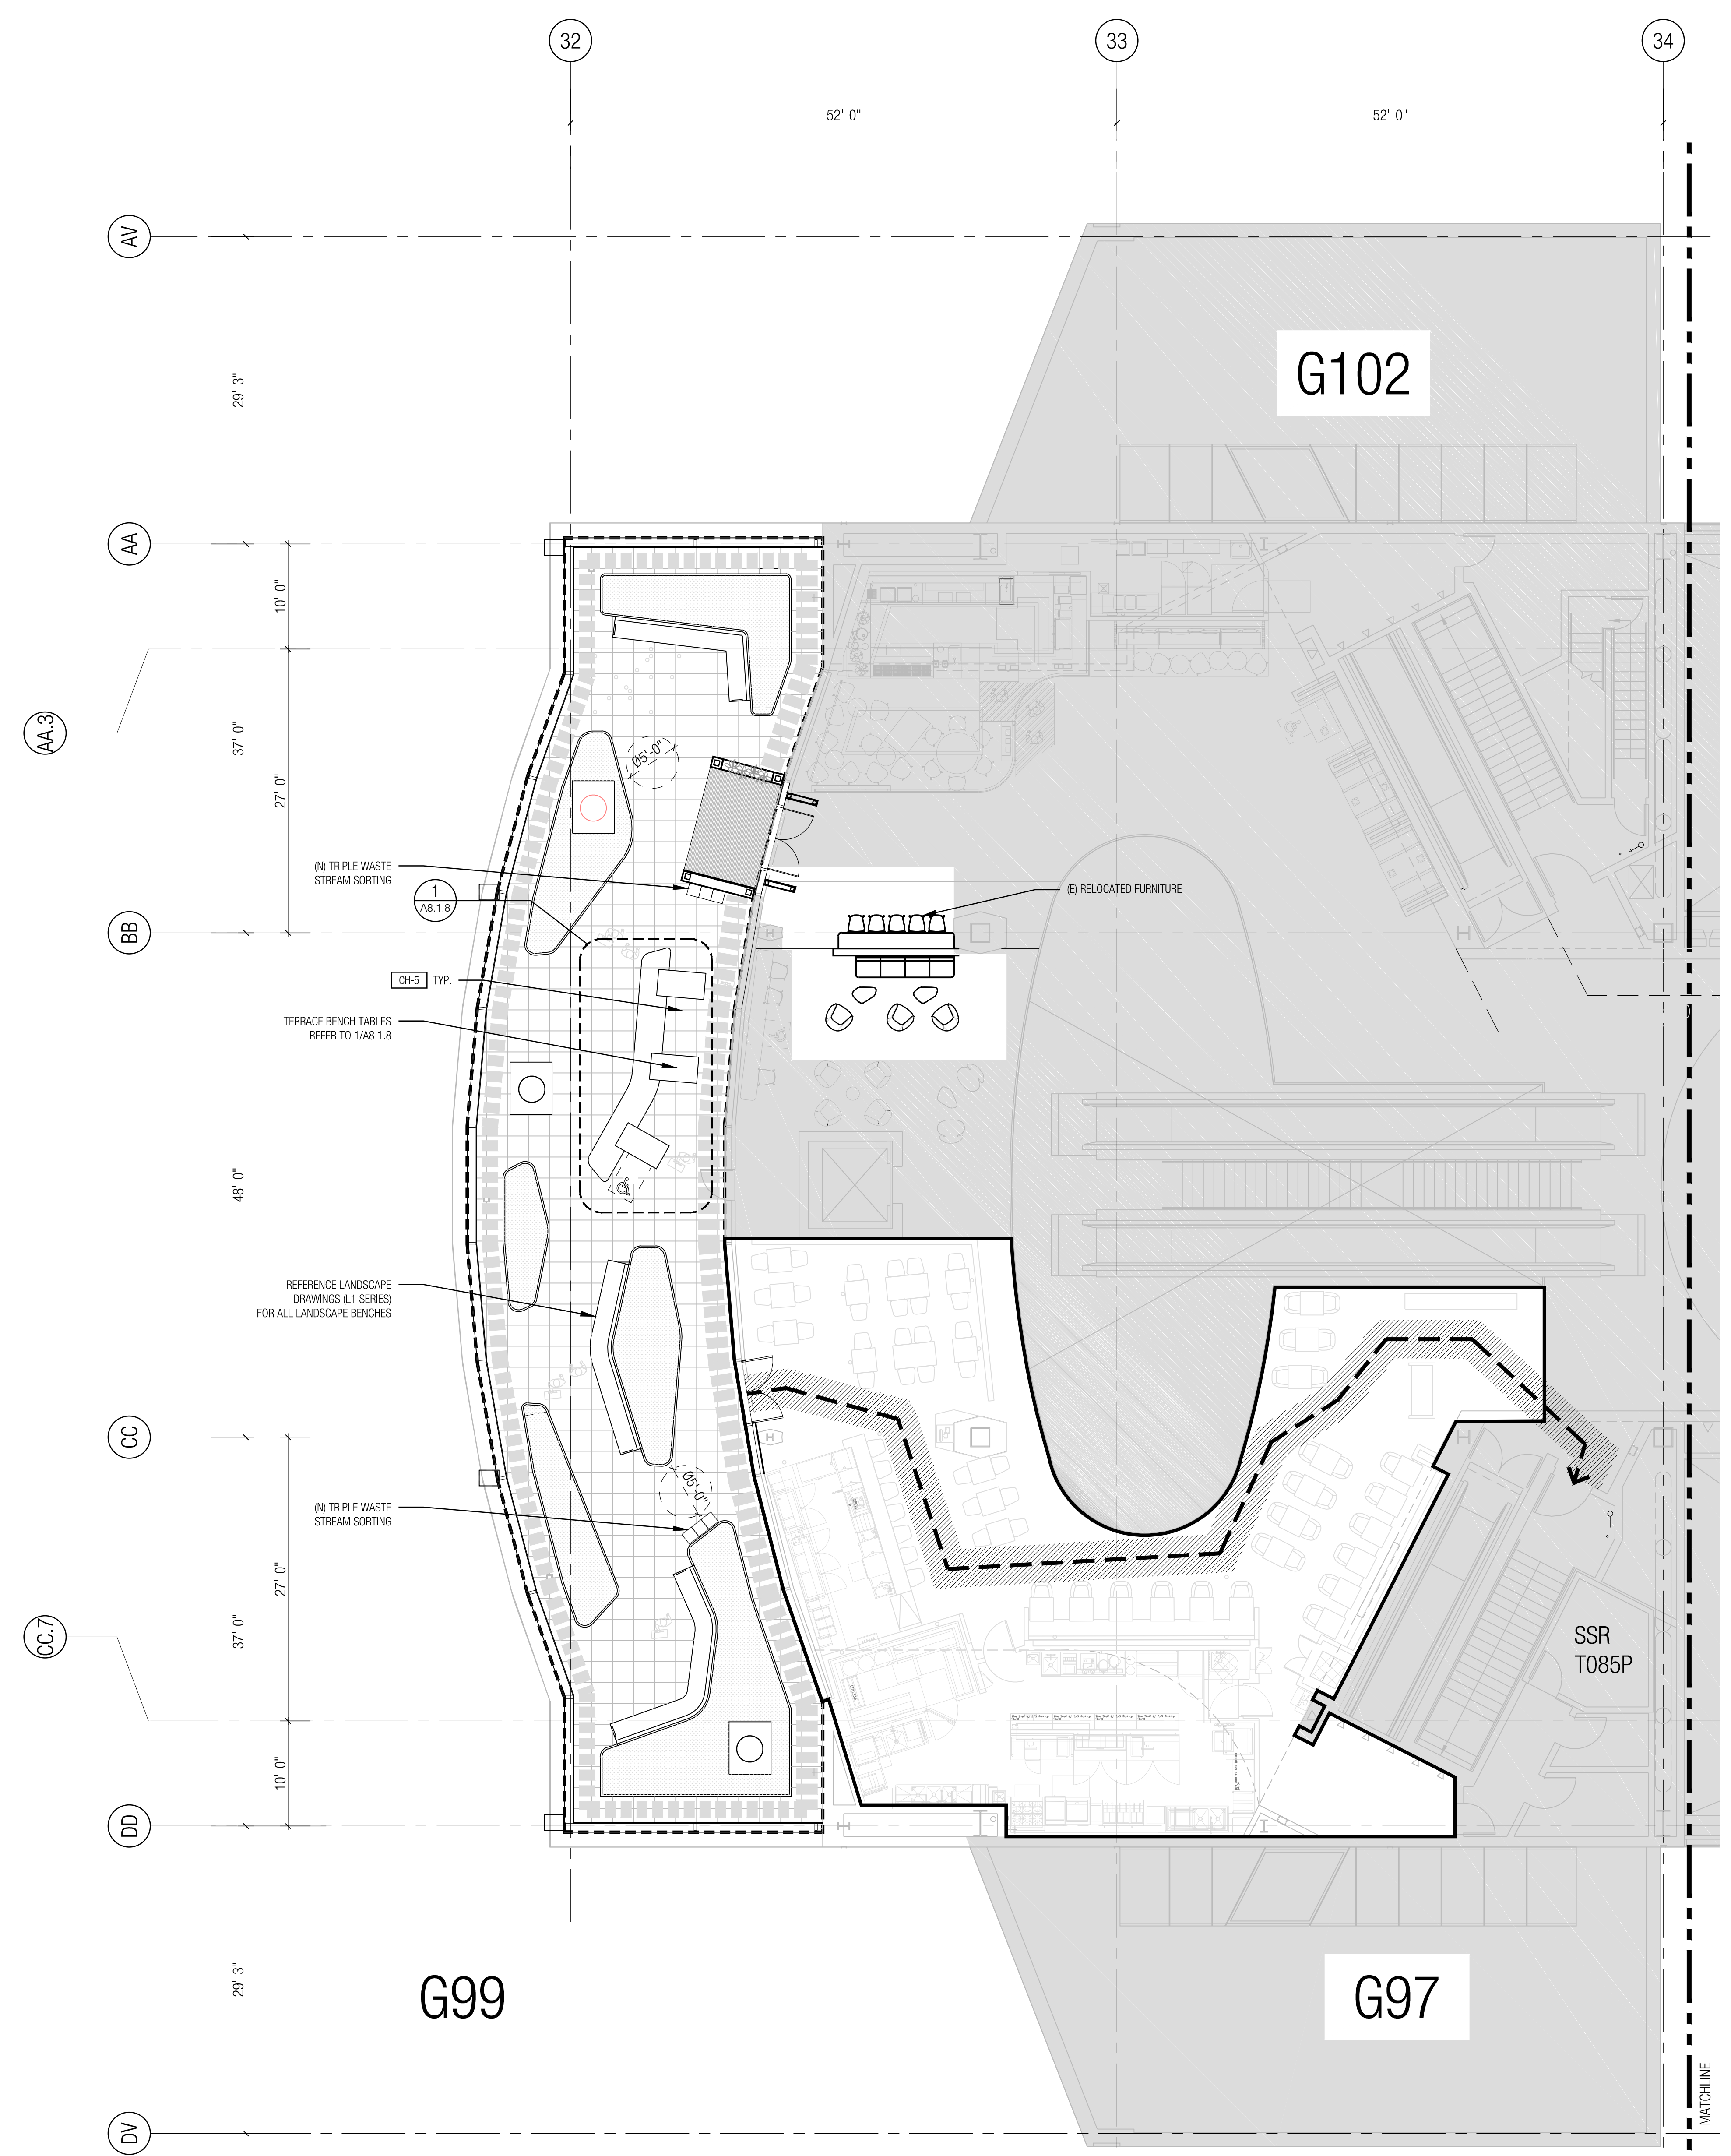 32
33
34
52'-0"
52'-0"
AV
29'-3"
G102
AA
10'-0"
AA.3
37'-0"
27'-0"
Ø5'-0"
(N) TRIPLE WASTE
STREAM SORTING
1
A8.1.8
(E) RELOCATED FURNITURE
BB
CH-5 TYP.
TERRACE BENCH TABLES
REFER TO 1/A8.1.8
48'-0"
REFERENCE LANDSCAPE
DRAWINGS (L1 SERIES)
FOR ALL LANDSCAPE BENCHES
CC
Ø5'-0"
(N) TRIPLE WASTE
STREAM SORTING
27'-0"
37'-0"
CC.7
SSR
T085P
10'-0"
DD
29'-3"
G99
G97
MATCHLINE
DV